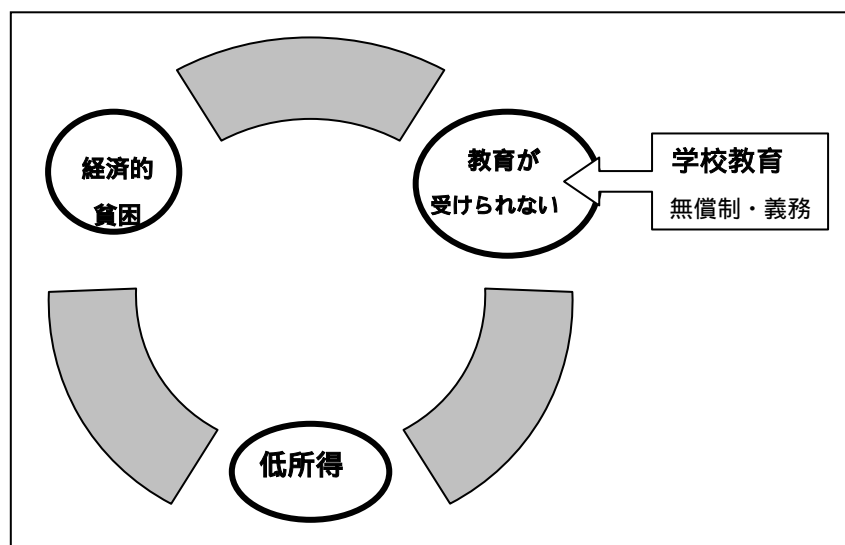 経済的
貧困
教育が
受けられない
学校教育
無償制・義務
低所得